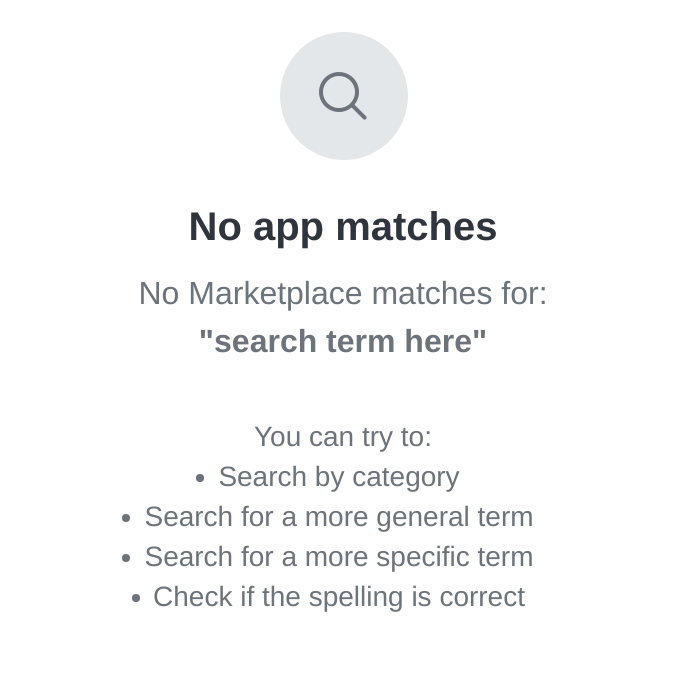 No app matches
No Marketplace matches for:
"search term here"
You can try to:
• Search by category
• Search for a more general term
• Search for a more specific term
• Check if the spelling is correct